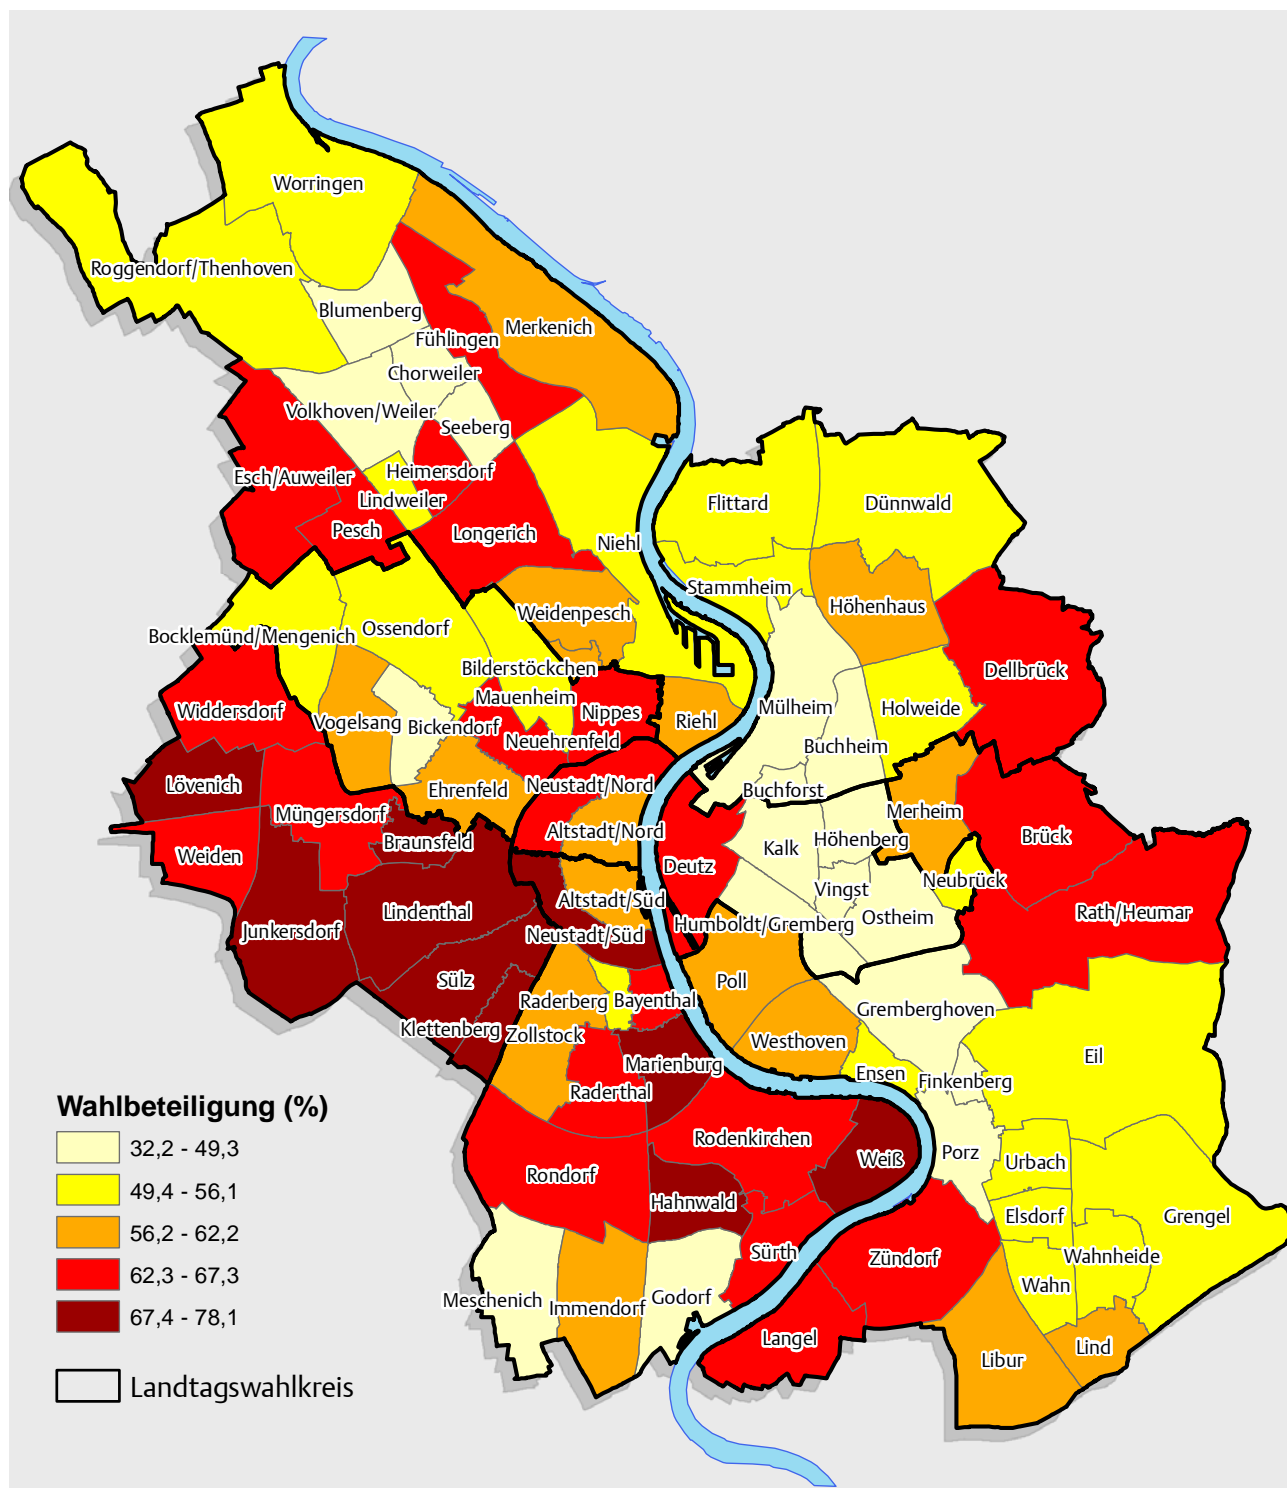 Worringen
Roggendorf/Thenhoven
Blumenberg
Merkenich
Fühlingen
Chorweiler
Volkhoven/Weiler
Seeberg
Esch/Auweiler
Heimersdorf
Lindweiler
Pesch
Longerich
Niehl
Flittard
Dünnwald
Stammheim
Höhenhaus
Weidenpesch
Ossendorf
Bocklemünd/Mengenich
Bilderstöckchen
Dellbrück
Mauenheim
Nippes
Riehl
Mülheim
Holweide
Widdersdorf
Vogelsang
Bickendorf
Neuehrenfeld
Buchheim
Lövenich
Ehrenfeld
Neustadt/Nord
Buchforst
Müngersdorf
Merheim
Altstadt/Nord
Braunsfeld
Weiden
Kalk
Höhenberg
Brück
Deutz
Neubrück
Vingst
Altstadt/Süd
Lindenthal
Rath/Heumar
Ostheim
Humboldt/Gremberg
Junkersdorf
Neustadt/Süd
Sülz
Poll
Raderberg
Bayenthal
Gremberghoven
Klettenberg
Zollstock
Westhoven
Eil
Marienburg
Ensen
Finkenberg
Raderthal
Rodenkirchen
Porz
Weiß
Urbach
Rondorf
Hahnwald
Elsdorf
Grengel
Sürth
Zündorf
Wahnheide
Wahn
Meschenich
Immendorf
Godorf
Langel
Lind
Libur
Wahlbeteiligung (%)
32,2 - 49,3
49,4 - 56,1
56,2 - 62,2
62,3 - 67,3
67,4 - 78,1
Landtagswahlkreis